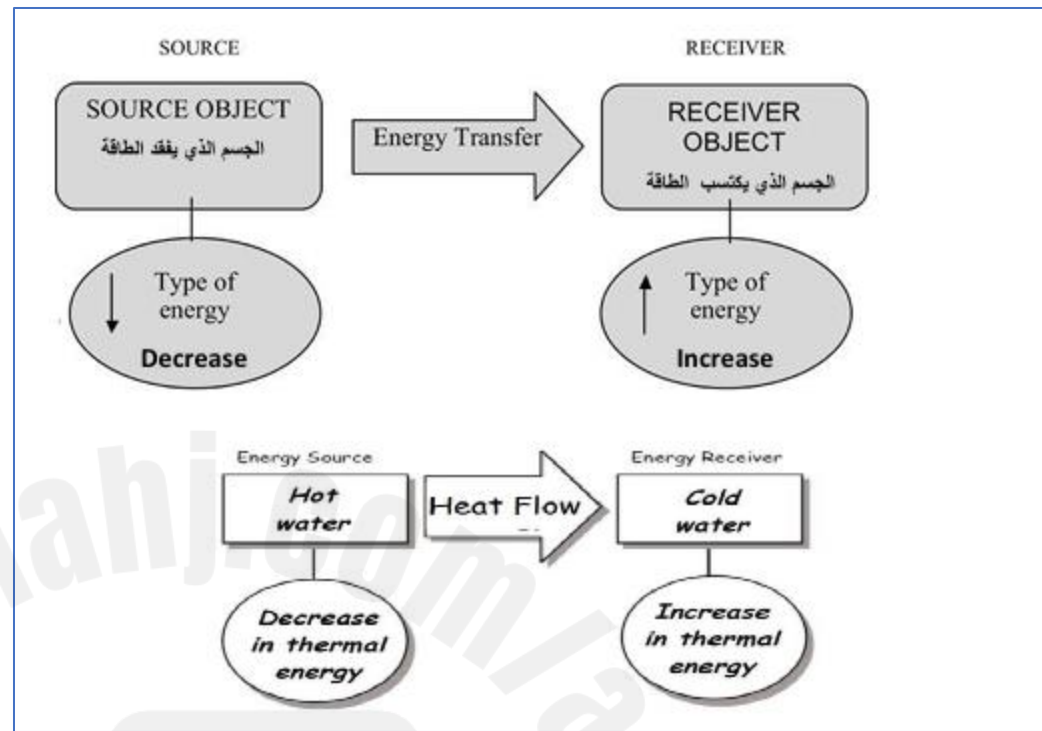 SOURCE
RECEIVER
SOURCE OBJECT
الجسم الذي يفقد الطاقة
Energy Transfer
RECEIVER
OBJECT
الجسم الذي يكتسب الطاقة
Type of
energy
Decrease
Type of
energy
Increase
Energy Source
Energy Receiver
Hot
water
Heat Flow
Cold
water
Decrease
in thermal
energy
Increase
in thermal
energy
ahj.com/a